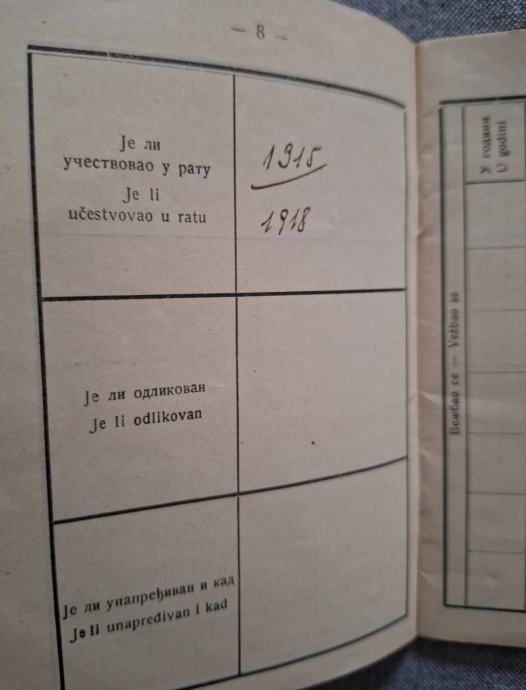 — 8 —
Је ли
учествовао у рату
Je li
učestvovao u ratu
1915
1918
Је ли одликован
Je li odlikovan
Је ли унапређиван и кад
Je li unapređivan i kad
Вежбао се — Vežbao se
У години
U godini